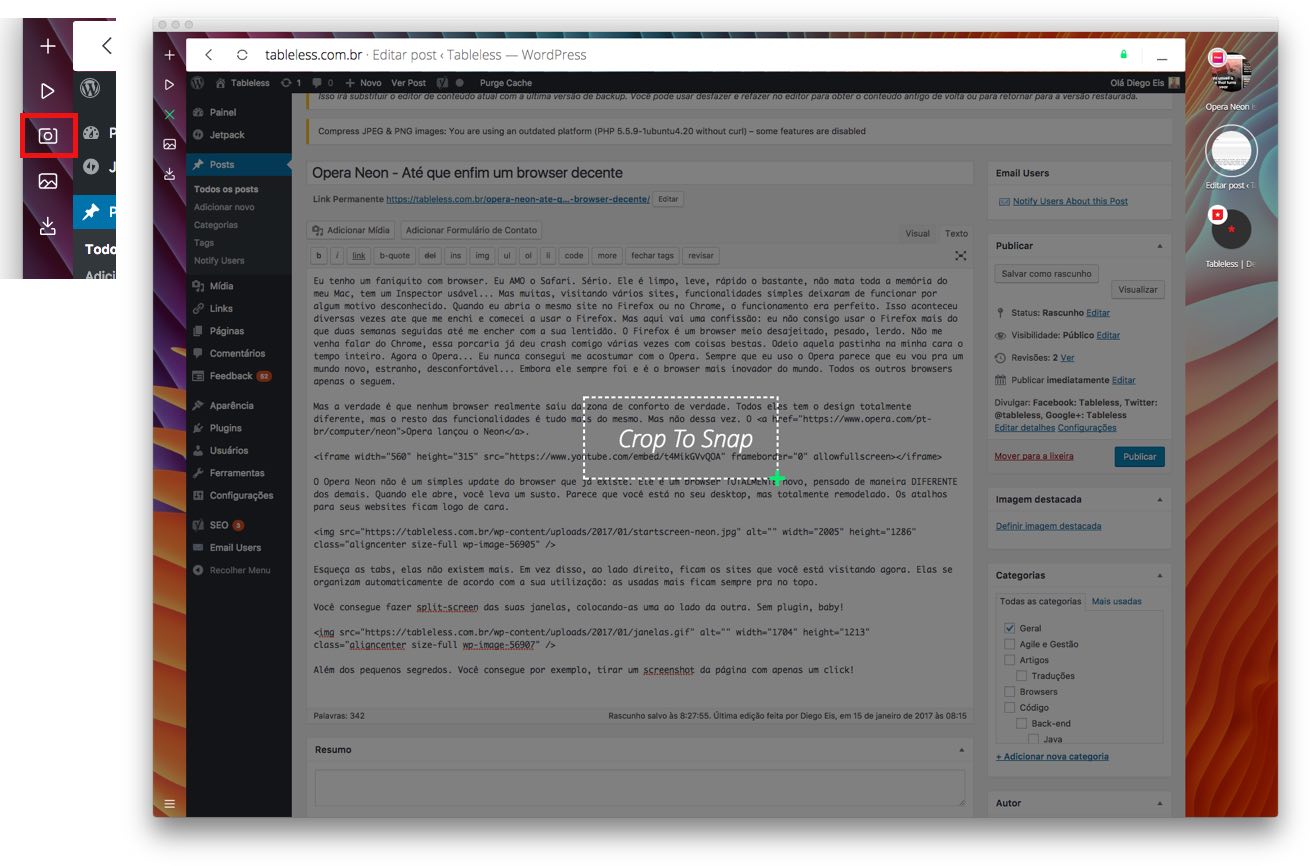 P
J
P
Todo
Adici
tableless.com.br · Editar post ‹ Tableless — WordPress
Tableless 1 0 Novo Ver Post Purge Cache Olá Diego Eis
Isso irá substituir o editor de conteúdo atual com a última versão de backup. Você pode usar desfazer e refazer no editor para obter o conteúdo antigo de volta ou para retornar para a versão restaurada.
Compress JPEG & PNG images: You are using an outdated platform (PHP 5.5.9-1ubuntu4.20 without curl) – some features are disabled
Painel
Jetpack
Posts
Todos os posts
Adicionar novo
Categorias
Tags
Notify Users
Mídia
Links
Páginas
Comentários
Feedback 52
Aparência
Plugins
Usuários
Ferramentas
Configurações
SEO 3
Email Users
Recolher Menu
Opera Neon - Até que enfim um browser decente
Link Permanente https://tableless.com.br/opera-neon-ate-q...-browser-decente/ Editar
Adicionar Mídia Adicionar Formulário de Contato Visual Texto
b i link b-quote del ins img ul ol li code more fechar tags revisar
Eu tenho um faniquito com browser. Eu AMO o Safari. Sério. Ele é limpo, leve, rápido o bastante, não mata toda a memória do
meu Mac, tem um Inspector usável... Mas muitas, visitando vários sites, funcionalidades simples deixaram de funcionar por
algum motivo desconhecido. Quando eu abria o mesmo site no Firefox ou no Chrome, o funcionamento era perfeito. Isso aconteceu
diversas vezes ate que me enchi e comecei a usar o Firefox. Mas aqui vai uma confissão: eu não consigo usar o Firefox mais do
que duas semanas seguidas até me encher com a sua lentidão. O Firefox é um browser meio desajeitado, pesado, lerdo. Não me
venha falar do Chrome, essa porcaria já deu crash comigo várias vezes com coisas bestas. Odeio aquela pastinha na minha cara o
tempo inteiro. Agora o Opera... Eu nunca consegui me acostumar com o Opera. Sempre que eu uso o Opera parece que eu vou pra um
mundo novo, estranho, desconfortável... Embora ele sempre foi e é o browser mais inovador do mundo. Todos os outros browsers
apenas o seguem.
Mas a verdade é que nenhum browser realmente saiu da zona de conforto de verdade. Todos eles tem o design totalmente
diferente, mas o resto das funcionalidades é tudo mais do mesmo. Mas não dessa vez. O <a href="https://www.opera.com/pt-
br/computer/neon">Opera lançou o Neon</a>.
Crop To Snap
<iframe width="560" height="315" src="https://www.youtube.com/embed/t4MikGVvQOA" frameborder="0" allowfullscreen></iframe>
O Opera Neon não é um simples update do browser que já existe. Ele é um browser TOTALMENTE novo, pensado de maneira DIFERENTE
dos demais. Quando ele abre, você leva um susto. Parece que você está no seu desktop, mas totalmente remodelado. Os atalhos
para seus websites ficam logo de cara.
<img src="https://tableless.com.br/wp-content/uploads/2017/01/startscreen-neon.jpg" alt="" width="2005" height="1286"
class="aligncenter size-full wp-image-56905" />
Esqueça as tabs, elas não existem mais. Em vez disso, ao lado direito, ficam os sites que você está visitando agora. Elas se
organizam automaticamente de acordo com a sua utilização: as usadas mais ficam sempre pra no topo.
Você consegue fazer split-screen das suas janelas, colocando-as uma ao lado da outra. Sem plugin, baby!
<img src="https://tableless.com.br/wp-content/uploads/2017/01/janelas.gif" alt="" width="1704" height="1213"
class="aligncenter size-full wp-image-56907" />
Além dos pequenos segredos. Você consegue por exemplo, tirar um screenshot da página com apenas um click!
Palavras: 342 Rascunho salvo às 8:27:55. Última edição feita por Diego Eis, em 15 de janeiro de 2017 às 08:15
Resumo
Email Users
Notify Users About this Post
Publicar
Salvar como rascunho
Visualizar
Status: Rascunho Editar
Visibilidade: Público Editar
Revisões: 2 Ver
Publicar imediatamente Editar
Divulgar: Facebook: Tableless, Twitter:
@tableless, Google+: Tableless
Editar detalhes Configurações
Mover para a lixeira Publicar
Imagem destacada
Definir imagem destacada
Categorias
Todas as categorias Mais usadas
Geral
Agile e Gestão
Artigos
Traduções
Browsers
Código
Back-end
Java
+ Adicionar nova categoria
Autor
Opera Neon
Editar post ‹ T
Tableless | De